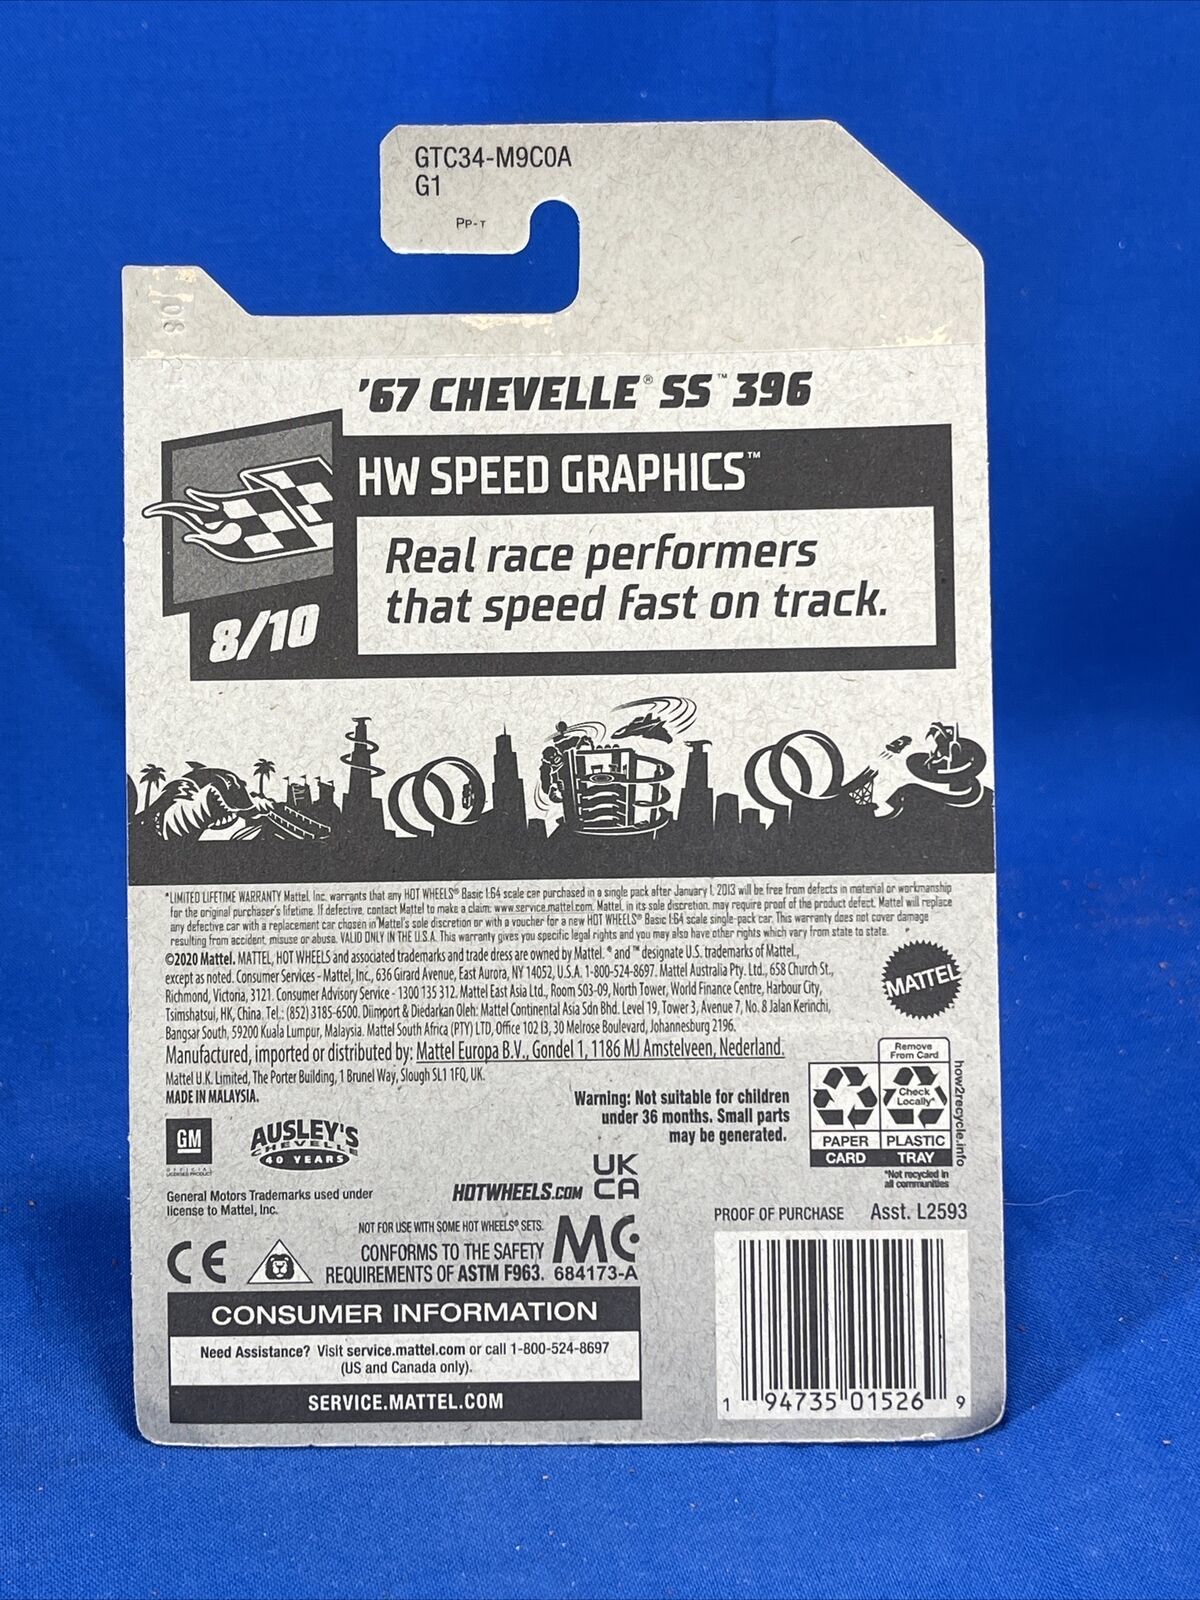 GTC34-M9C0A
G1
PP-T
08
'67 CHEVELLE® SS™ 396
HW SPEED GRAPHICS™
Real race performers
that speed fast on track.
8/10
*LIMITED LIFETIME WARRANTY Mattel, Inc. warrants that any HOT WHEELS® Basic 1:64 scale car purchased in a single pack after January 1, 2013 will be free from defects in material or workmanship
for the original purchaser's lifetime. If defective, contact Mattel to make a claim: www.service.mattel.com. Mattel, in its sole discretion, may require proof of the product defect. Mattel will replace
any defective car with a replacement car chosen in Mattel's sole discretion or with a voucher for a new HOT WHEELS® Basic 1:64 scale single-pack car. This warranty does not cover damage
resulting from accident, misuse or abuse. VALID ONLY IN THE U.S.A. This warranty gives you specific legal rights and you may also have other rights which vary from state to state.
©2020 Mattel. MATTEL, HOT WHEELS and associated trademarks and trade dress are owned by Mattel. ® and ™ designate U.S. trademarks of Mattel,
except as noted. Consumer Services - Mattel, Inc., 636 Girard Avenue, East Aurora, NY 14052, U.S.A. 1-800-524-8697. Mattel Australia Pty. Ltd., 658 Church St.,
Richmond, Victoria, 3121. Consumer Advisory Service - 1300 135 312. Mattel East Asia Ltd., Room 503-09, North Tower, World Finance Centre, Harbour City,
Tsimshatsui, HK, China. Tel.: (852) 3185-6500. Diimport & Diedarkan Oleh: Mattel Continental Asia Sdn Bhd. Level 19, Tower 3, Avenue 7, No. 8 Jalan Kerinchi,
Bangsar South, 59200 Kuala Lumpur, Malaysia. Mattel South Africa (PTY) LTD, Office 102 I3, 30 Melrose Boulevard, Johannesburg 2196.
MATTEL
Manufactured, imported or distributed by: Mattel Europa B.V., Gondel 1, 1186 MJ Amstelveen, Nederland.
Mattel U.K. Limited, The Porter Building, 1 Brunel Way, Slough SL1 1FQ, UK.
MADE IN MALAYSIA.
Warning: Not suitable for children
under 36 months. Small parts
may be generated.
Remove
From Card
Check
Locally*
PAPER
CARD
PLASTIC
TRAY
how2recycle.info
*Not recycled in
all communities
GM
OFFICIAL
LICENSED PRODUCT
AUSLEY'S
CHEVELLE
40 YEARS
General Motors Trademarks used under
license to Mattel, Inc.
HOTWHEELS.COM
UK
CA
NOT FOR USE WITH SOME HOT WHEELS® SETS.
CE
CONFORMS TO THE SAFETY
REQUIREMENTS OF ASTM F963.
MC
684173-A
PROOF OF PURCHASE
Asst. L2593
CONSUMER INFORMATION
Need Assistance? Visit service.mattel.com or call 1-800-524-8697
(US and Canada only).
SERVICE.MATTEL.COM
1 94735 01526 9